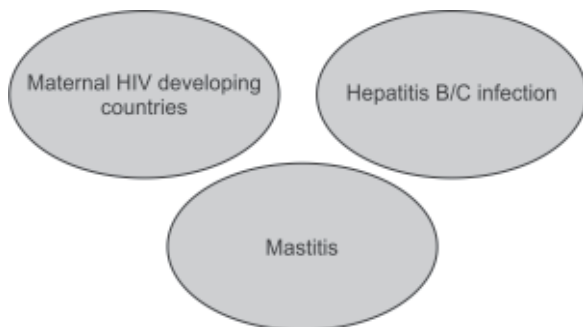 Maternal HIV developing
countries
Hepatitis B/C infection
Mastitis